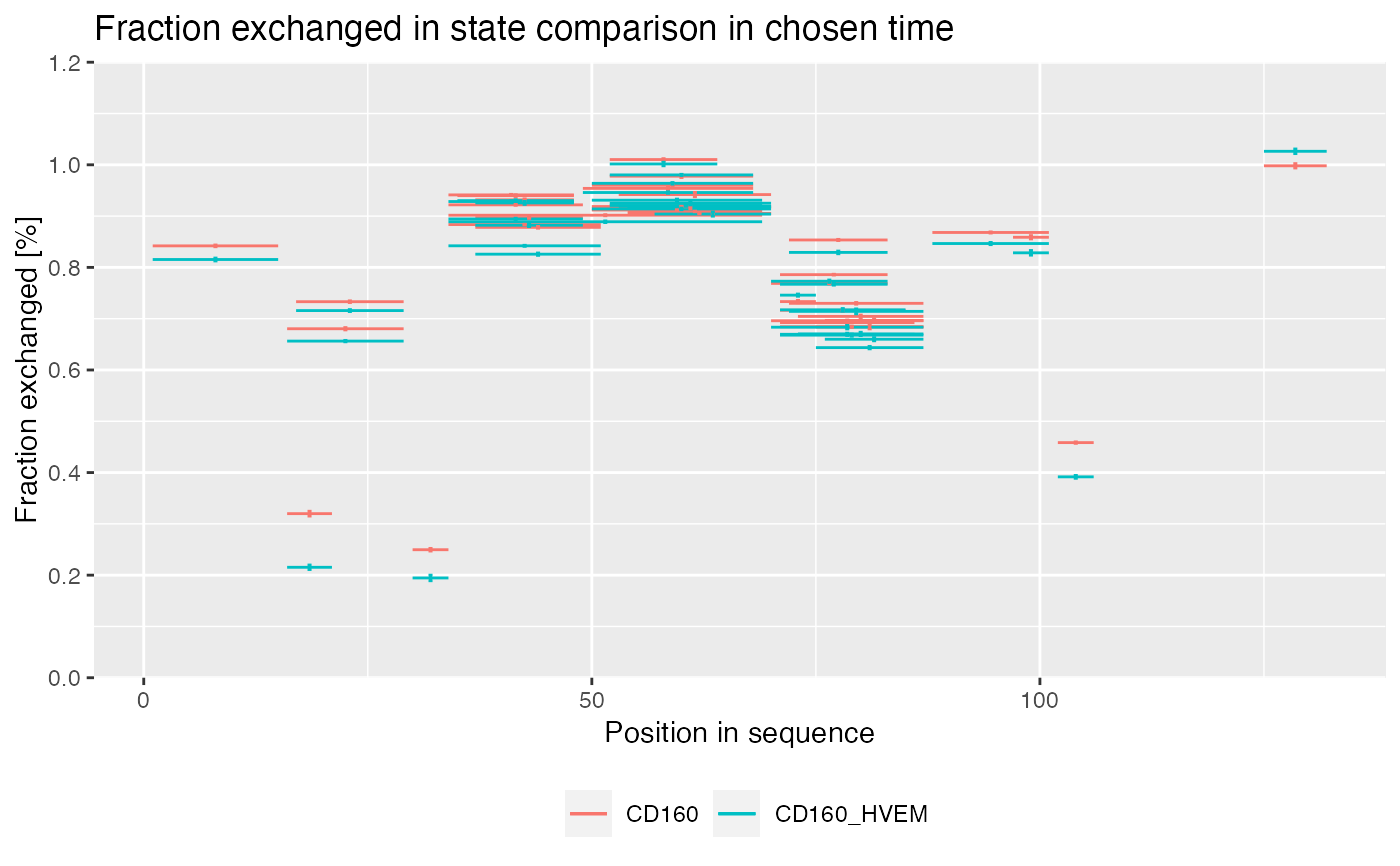 Fraction exchanged in state comparison in chosen time
Fraction exchanged [%]
1.2
1.0
0.8
0.6
0.4
0.2
0.0
0
50
100
Position in sequence
CD160
CD160_HVEM